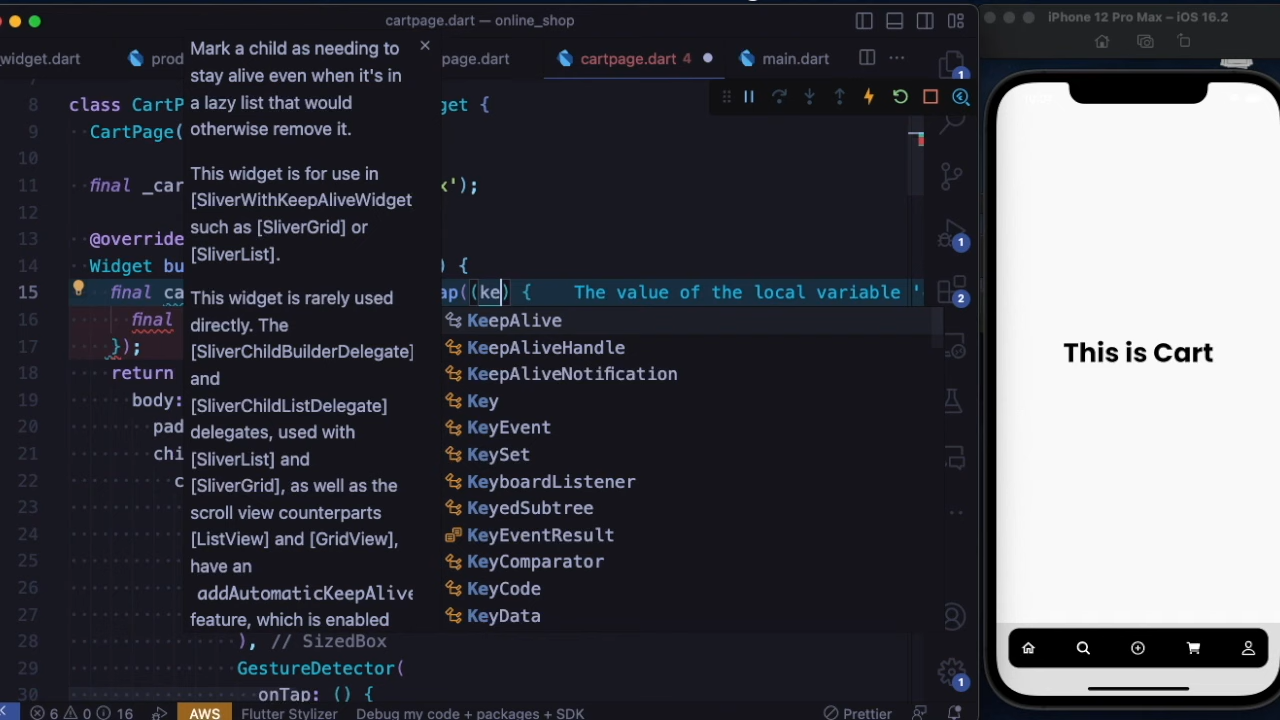 cartpage.dart — online_shop
iPhone 12 Pro Max – iOS 16.2
widget.dart prod page.dart cartpage.dart 4 main.dart
Mark a child as needing to
stay alive even when it's in
a lazy list that would
otherwise remove it.
This widget is for use in
[SliverWithKeepAliveWidget
such as [SliverGrid] or
[SliverList].
This widget is rarely used
directly. The
[SliverChildBuilderDelegate]
and
[SliverChildListDelegate]
delegates, used with
[SliverList] and
[SliverGrid], as well as the
scroll view counterparts
[ListView] and [GridView],
have an
addAutomaticKeepAlive
feature, which is enabled
8 class CartP get {
9 CartPage(
10
11 final _car x');
12
13 @override
14 Widget bu ) {
15 final ca ap((ke) { The value of the local variable '
16 final
17 });
18 return
19 body:
20 pad
21 chi
22 c
23
24
25
26
27
28 ), // SizedBox
29 GestureDetector(
30 onTap: () {
KeepAlive
KeepAliveHandle
KeepAliveNotification
Key
KeyEvent
KeySet
KeyboardListener
KeyedSubtree
KeyEventResult
KeyComparator
KeyCode
KeyData
1
1
2
1
This is Cart
6 0 16 AWS Flutter Stylizer Debug my code + packages + SDK Prettier